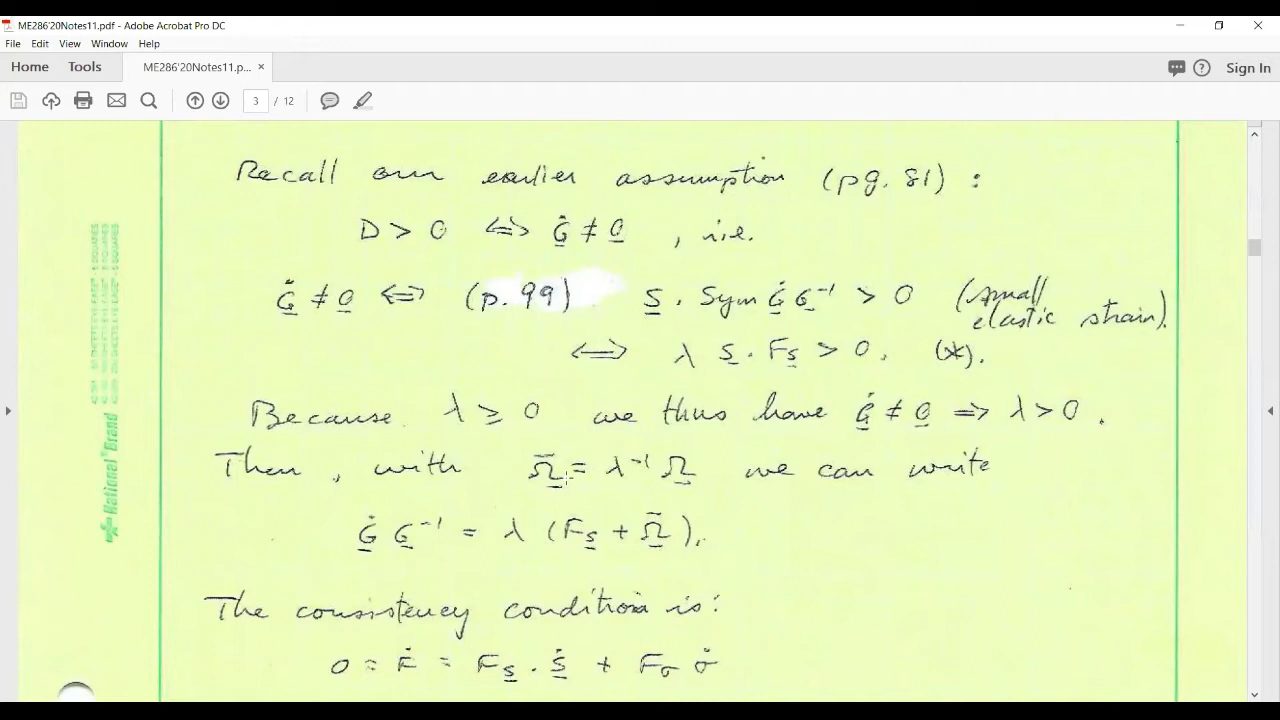 ME286'20Notes11.pdf - Adobe Acrobat Pro DC
File Edit View Window Help
Home Tools ME286'20Notes11.p... × Sign In
3 / 12
Recall our earlier assumption (pg. 81) :
D > 0 ⟺ Ġ ≠ 0 , i.e.
Ġ ≠ 0 ⟺ (p. 99) S · Sym Ġ G⁻¹ > 0 (small elastic strain).
⟺ λ S · F_S > 0. (*).
Because λ ≥ 0 we thus have Ġ ≠ 0 ⟹ λ > 0 .
Then , with Ω̄ = λ⁻¹ Ω we can write
Ġ G⁻¹ = λ (F_S + Ω̄ ).
The consistency condition is:
0 = Ḟ = F_S · Ṡ + F_σ σ̇
National Brand